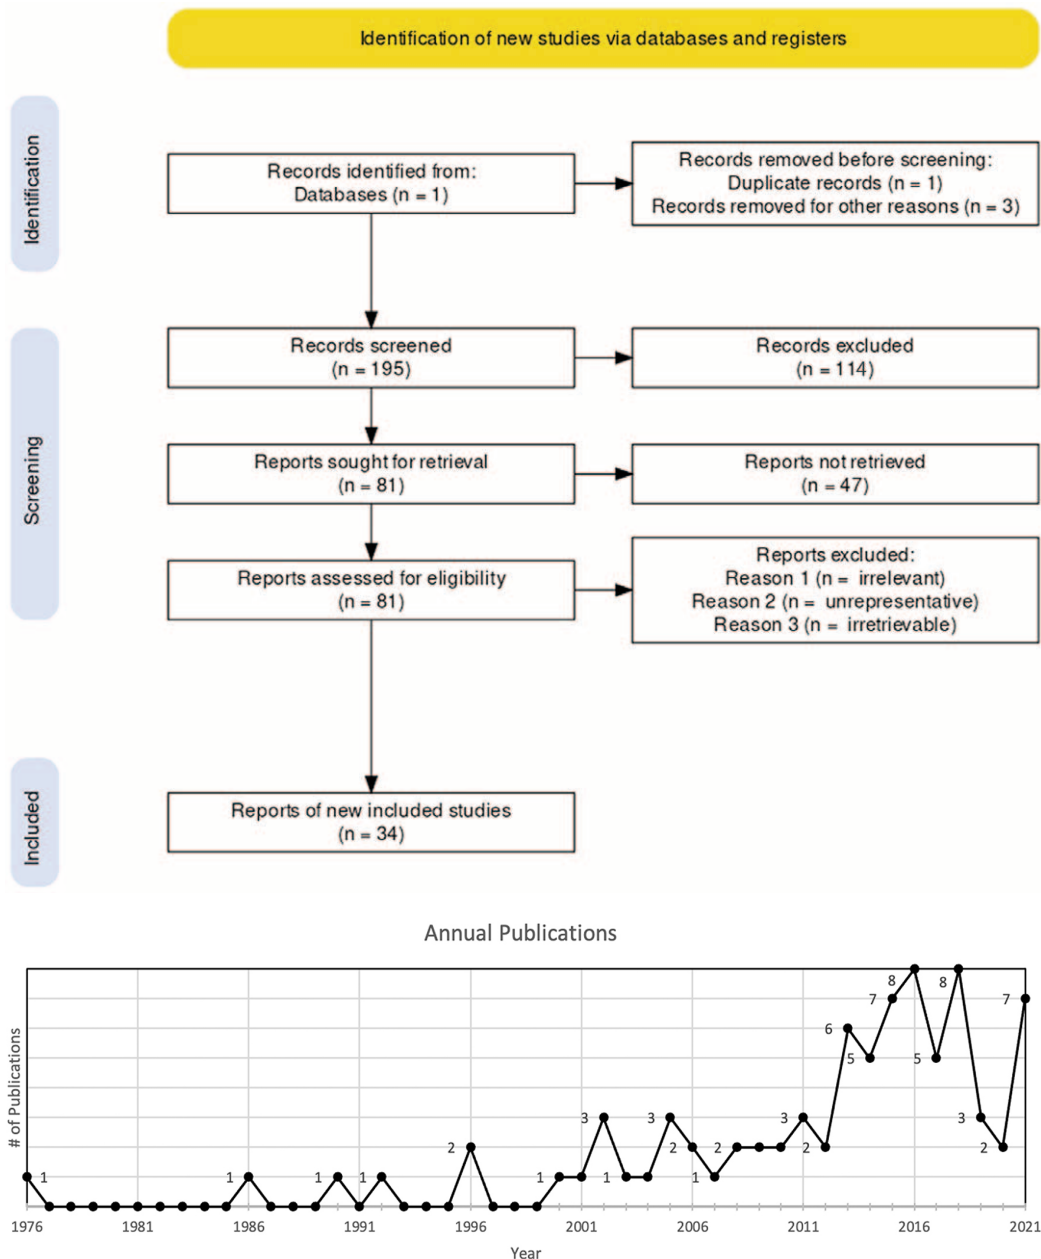 Identification of new studies via databases and registers
Identification
Records identified from:
Databases (n = 1)
Records removed before screening:
Duplicate records (n = 1)
Records removed for other reasons (n = 3)
Screening
Records screened
(n = 195)
Records excluded
(n = 114)
Reports sought for retrieval
(n = 81)
Reports not retrieved
(n = 47)
Reports assessed for eligibility
(n = 81)
Reports excluded:
Reason 1 (n = irrelevant)
Reason 2 (n = unrepresentative)
Reason 3 (n = irretrievable)
Included
Reports of new included studies
(n = 34)
Annual Publications
# of Publications
1 1 1 1 2 1 3 1 3 2 1 2 3 2 6 5 7 8 5 8 3 2 7
1976 1981 1986 1991 1996 2001 2006 2011 2016 2021
Year